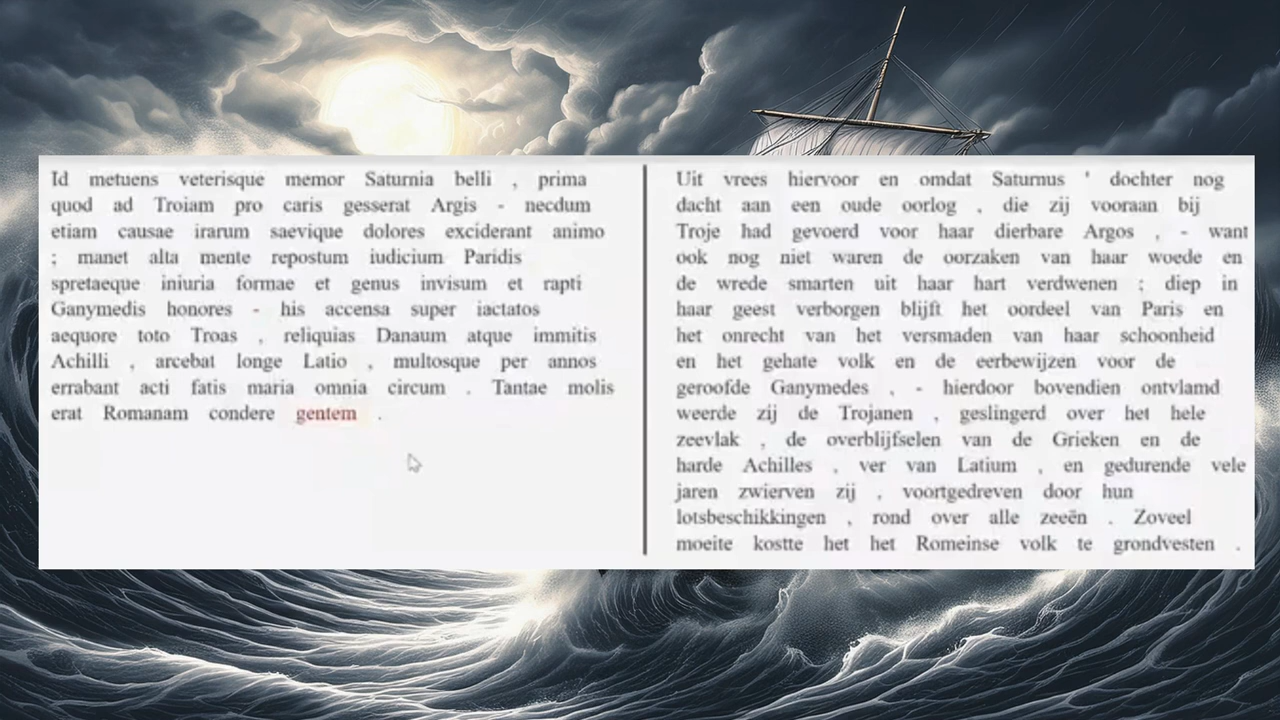 Id metuens veterisque memor Saturnia belli , prima
quod ad Troiam pro caris gesserat Argis - necdum
etiam causae irarum saevique dolores exciderant animo
; manet alta mente repostum iudicium Paridis
spretaeque iniuria formae et genus invisum et rapti
Ganymedis honores - his accensa super iactatos
aequore toto Troas , reliquias Danaum atque immitis
Achilli , arcebat longe Latio , multosque per annos
errabant acti fatis maria omnia circum . Tantae molis
erat Romanam condere gentem .
Uit vrees hiervoor en omdat Saturnus ' dochter nog
dacht aan een oude oorlog , die zij vooraan bij
Troje had gevoerd voor haar dierbare Argos , - want
ook nog niet waren de oorzaken van haar woede en
de wrede smarten uit haar hart verdwenen ; diep in
haar geest verborgen blijft het oordeel van Paris en
het onrecht van het versmaden van haar schoonheid
en het gehate volk en de eerbewijzen voor de
geroofde Ganymedes , - hierdoor bovendien ontvlamd
weerde zij de Trojanen , geslingerd over het hele
zeevlak , de overblijfselen van de Grieken en de
harde Achilles , ver van Latium , en gedurende vele
jaren zwierven zij , voortgedreven door hun
lotsbeschikkingen , rond over alle zeeën . Zoveel
moeite kostte het het Romeinse volk te grondvesten .